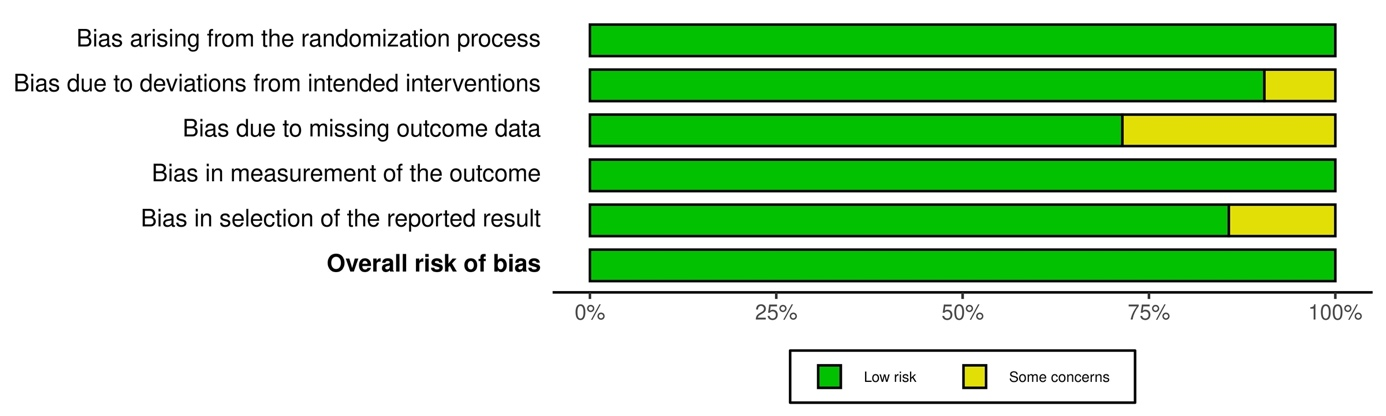 Bias arising from the randomization process
Bias due to deviations from intended interventions
Bias due to missing outcome data
Bias in measurement of the outcome
Bias in selection of the reported result
Overall risk of bias
0% 25% 50% 75% 100%
Low risk Some concerns